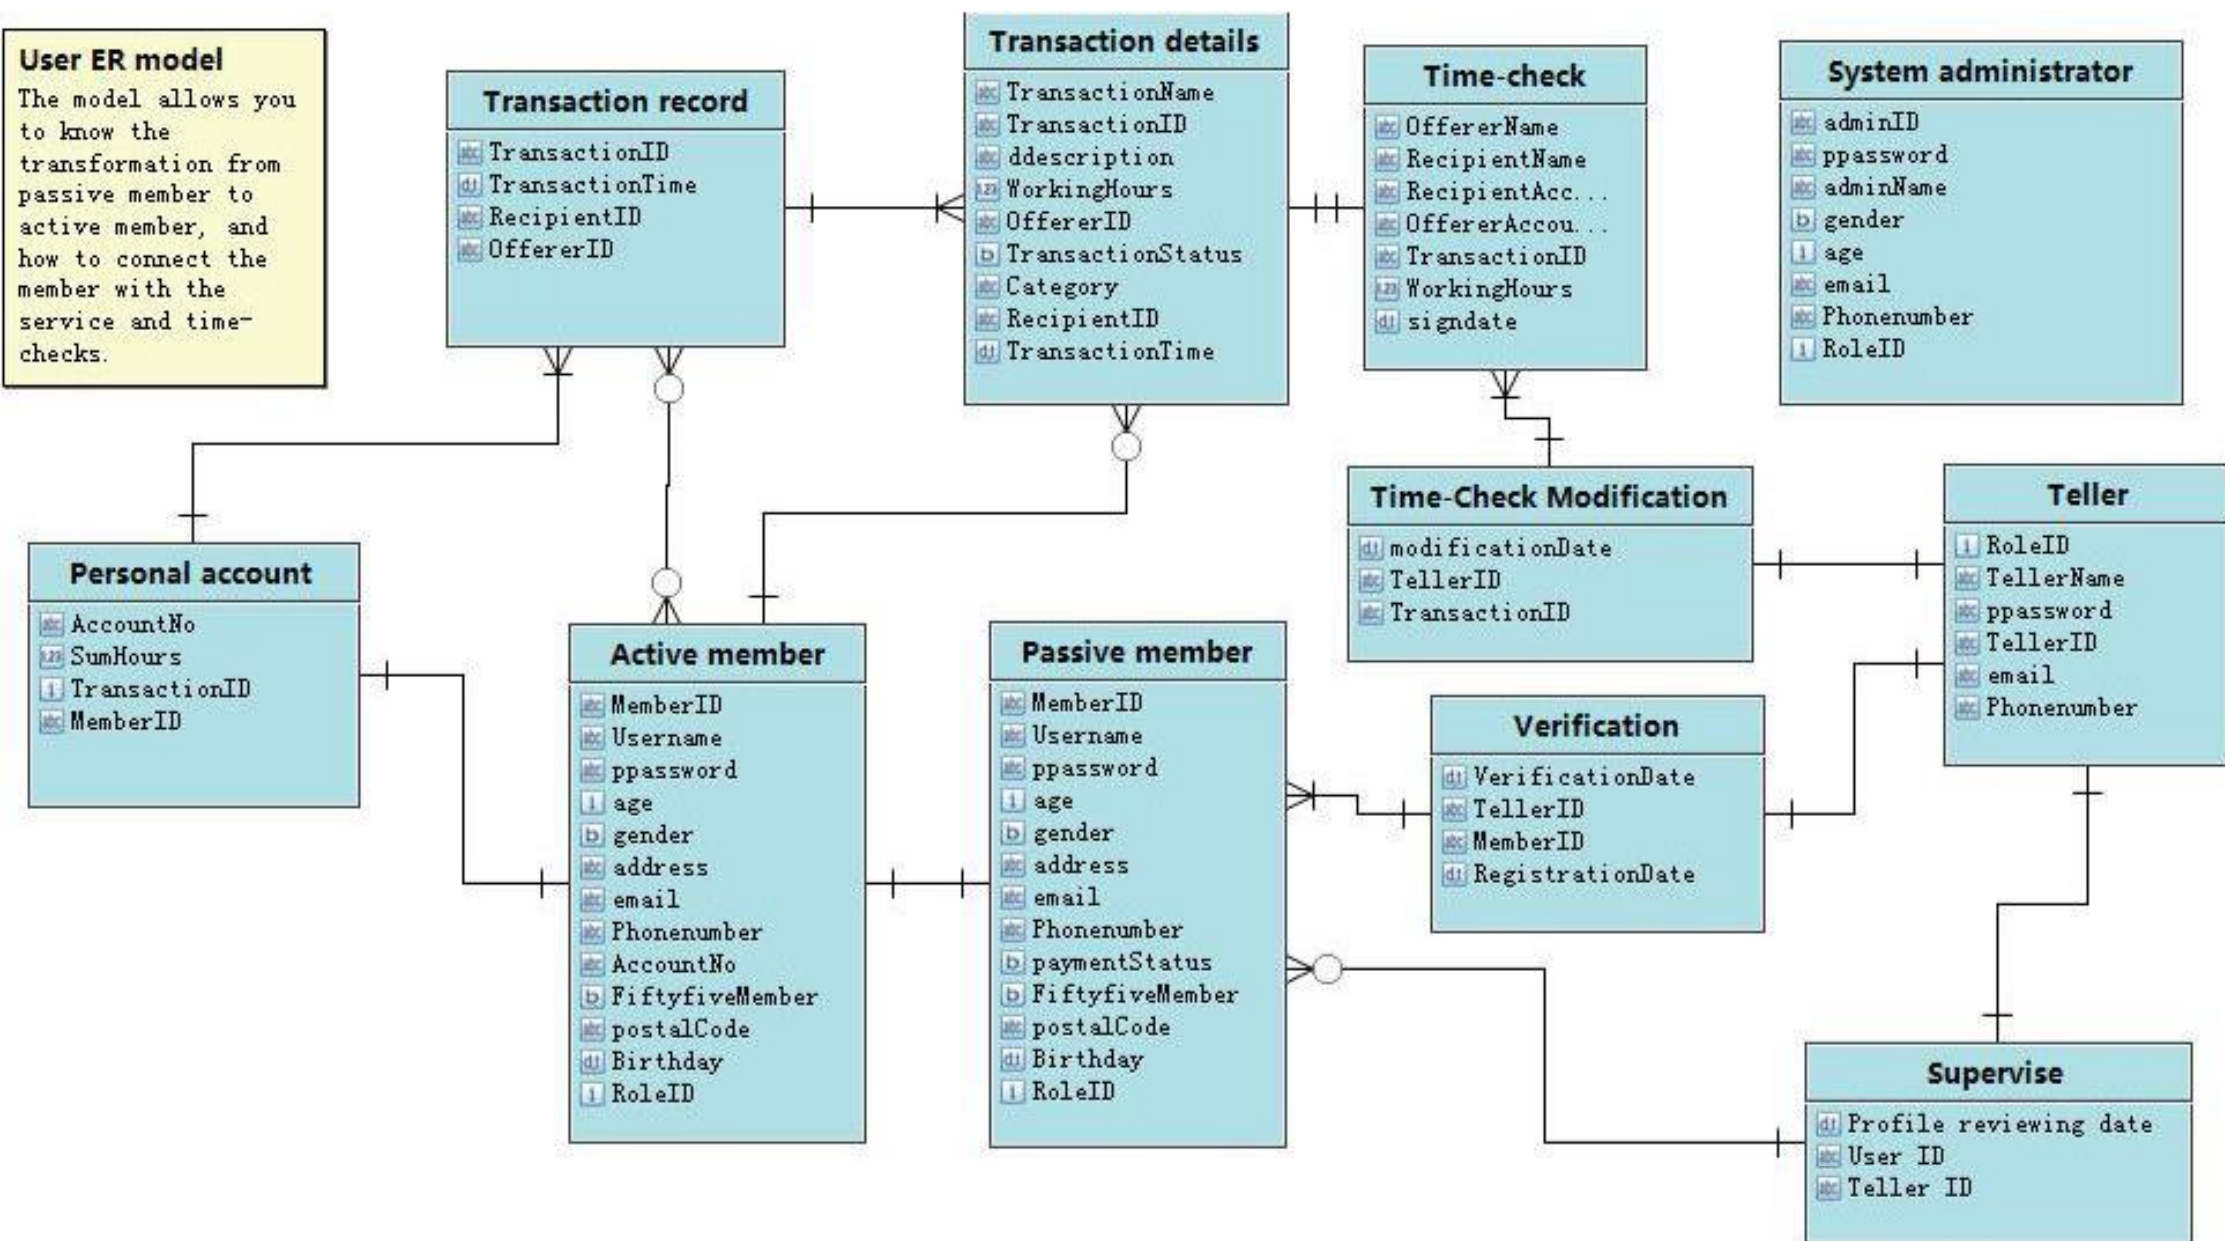 User ER model
The model allows you
to know the
transformation from
passive member to
active member, and
how to connect the
member with the
service and time-
checks.
Transaction record
TransactionID
TransactionTime
RecipientID
OffererID
Transaction details
TransactionName
TransactionID
ddescription
WorkingHours
OffererID
TransactionStatus
Category
RecipientID
TransactionTime
Time-check
OffererName
RecipientName
RecipientAcc...
OffererAccou...
TransactionID
WorkingHours
signdate
System administrator
adminID
ppassword
adminName
gender
age
email
Phonenumber
RoleID
Personal account
AccountNo
SumHours
TransactionID
MemberID
Active member
MemberID
Username
ppassword
age
gender
address
email
Phonenumber
AccountNo
FiftyfiveMember
postalCode
Birthday
RoleID
Passive member
MemberID
Username
ppassword
age
gender
address
email
Phonenumber
paymentStatus
FiftyfiveMember
postalCode
Birthday
RoleID
Time-Check Modification
modificationDate
TellerID
TransactionID
Verification
VerificationDate
TellerID
MemberID
RegistrationDate
Teller
RoleID
TellerName
ppassword
TellerID
email
Phonenumber
Supervise
Profile reviewing date
User ID
Teller ID